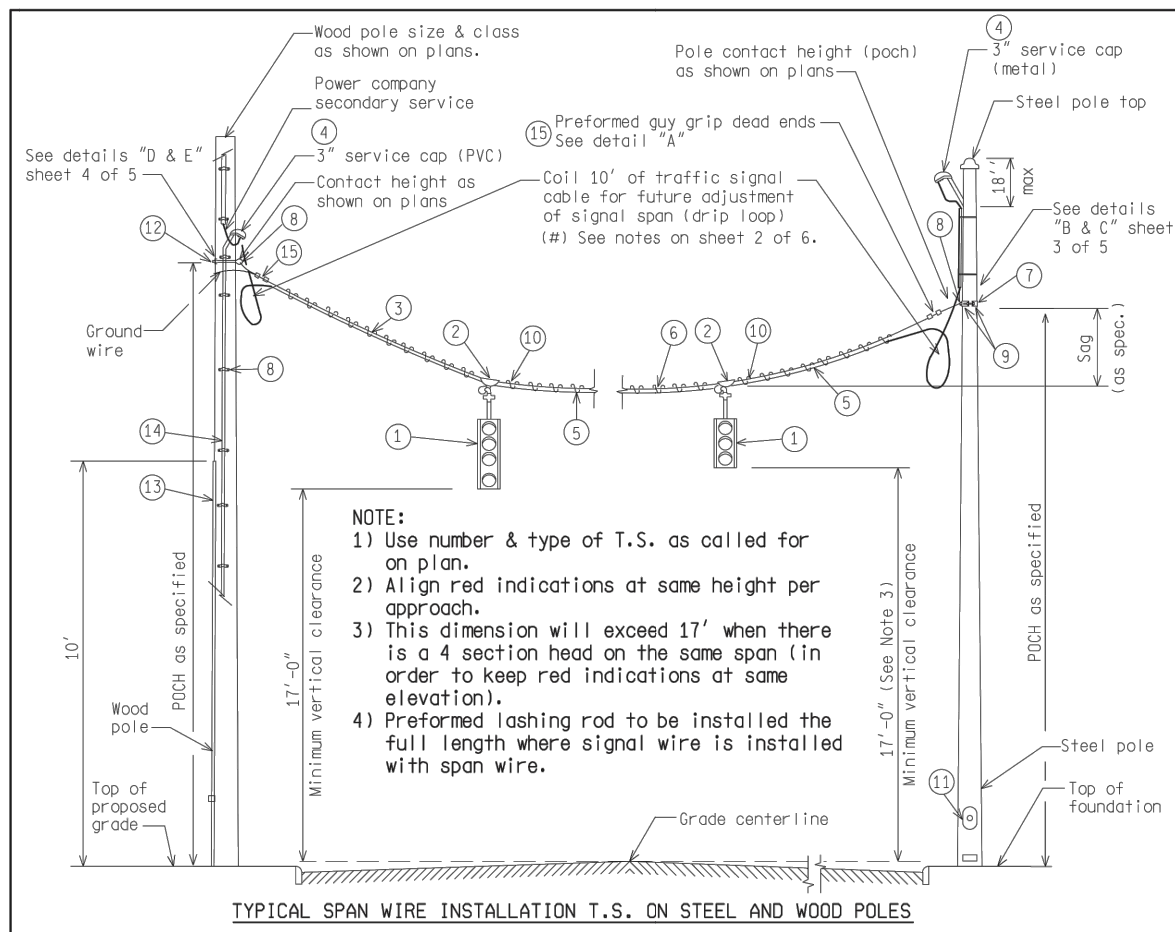 Wood pole size & class
as shown on plans.
Power company
secondary service
4
3" service cap (PVC)
See details "D & E"
sheet 4 of 5
Contact height as
shown on plans
Pole contact height (poch)
as shown on plans
4
3" service cap
(metal)
Steel pole top
15 Preformed guy grip dead ends
See detail "A"
Coil 10' of traffic signal
cable for future adjustment
of signal span (drip loop)
(#) See notes on sheet 2 of 6.
18''
max
See details
"B & C" sheet
3 of 5
12
8
15
8
7
9
Ground
wire
3
2
10
6
2
10
5
5
Sag
(as spec.)
8
14
13
1
1
10'
POCH as specified
17'-0"
Minimum vertical clearance
NOTE:
1) Use number & type of T.S. as called for
on plan.
2) Align red indications at same height per
approach.
3) This dimension will exceed 17' when there
is a 4 section head on the same span (in
order to keep red indications at same
elevation).
4) Preformed lashing rod to be installed the
full length where signal wire is installed
with span wire.
17'-0" (See Note 3)
Minimum vertical clearance
POCH as specified
Wood
pole
Top of
proposed
grade
Steel pole
11
Top of
foundation
Grade centerline
TYPICAL SPAN WIRE INSTALLATION T.S. ON STEEL AND WOOD POLES